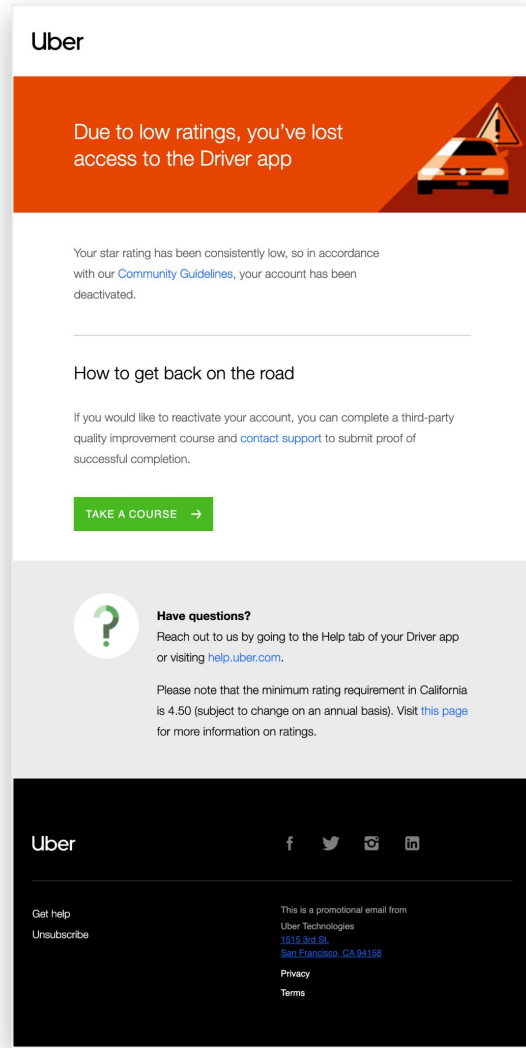 Uber
Due to low ratings, you’ve lost
access to the Driver app
Your star rating has been consistently low, so in accordance
with our Community Guidelines, your account has been
deactivated.
How to get back on the road
If you would like to reactivate your account, you can complete a third-party
quality improvement course and contact support to submit proof of
successful completion.
TAKE A COURSE →
Have questions?
Reach out to us by going to the Help tab of your Driver app
or visiting help.uber.com.
Please note that the minimum rating requirement in California
is 4.50 (subject to change on an annual basis). Visit this page
for more information on ratings.
Uber
Get help
Unsubscribe
This is a promotional email from
Uber Technologies
1515 3rd St.
San Francisco, CA 94158
Privacy
Terms